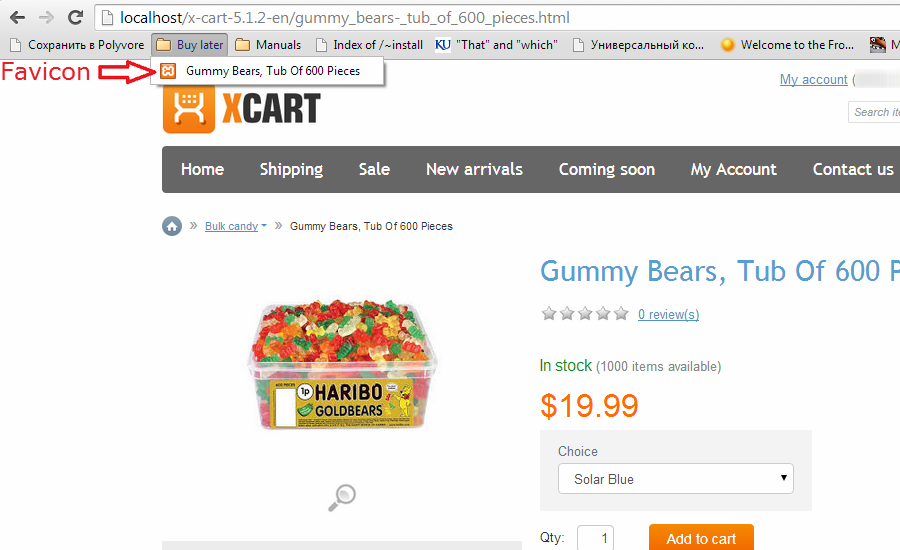 localhost/x-cart-5.1.2-en/gummy_bears-_tub_of_600_pieces.html
Сохранить в Polyvore Buy later Manuals Index of /~install KU "That" and "which" Универсальный ко... Welcome to the Fro... M
Favicon Gummy Bears, Tub Of 600 Pieces
My account (
XCART
Search ite
Home Shipping Sale New arrivals Coming soon My Account Contact us
» Bulk candy » Gummy Bears, Tub Of 600 Pieces
Gummy Bears, Tub Of 600 P
0 review(s)
In stock (1000 items available)
600 PIECES
1p
HARIBO
GOLDBEARS
$19.99
Choice
Solar Blue
Qty: 1 Add to cart